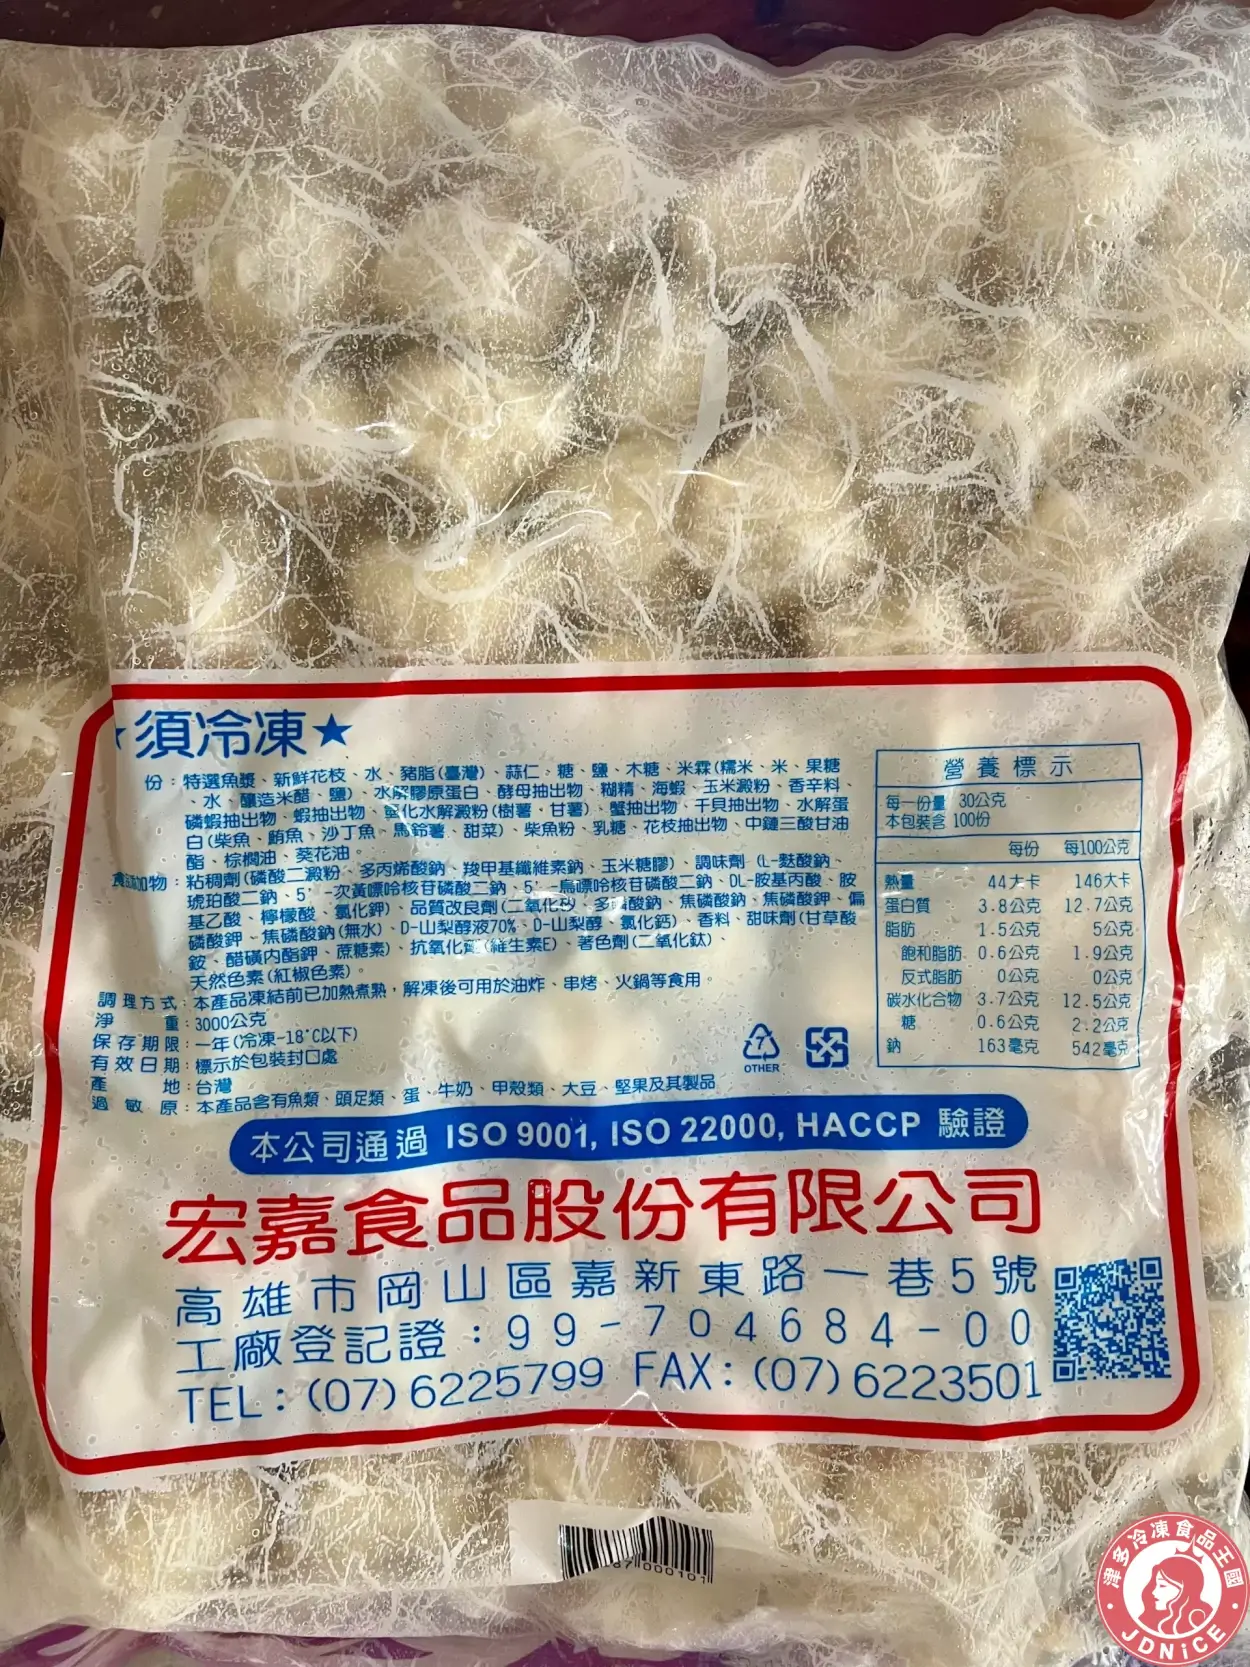 須冷凍★
份：特選魚漿、新鮮花枝、水、豬脂(臺灣)、蒜仁、糖、鹽、木糖、米霖(糯米、米、果糖
、水、釀造米醋、鹽)、水解膠原蛋白、酵母抽出物、糊精、海蝦、玉米澱粉、香辛料、
磷蝦抽出物、蝦抽出物、氫化水解澱粉(樹薯、甘薯)、蟹抽出物、干貝抽出物、水解蛋
白(柴魚、鮪魚、沙丁魚、馬鈴薯、甜菜)、柴魚粉、乳糖、花枝抽出物、中鏈三酸甘油
酯、棕櫚油、葵花油。
食品添加物：粘稠劑(磷酸二澱粉、多丙烯酸鈉、羧甲基纖維素鈉、玉米糖膠)、調味劑(L-麩酸鈉、
琥珀酸二鈉、5'-次黃嘌呤核苷磷酸二鈉、5'-鳥嘌呤核苷磷酸二鈉、DL-胺基丙酸、胺
基乙酸、檸檬酸、氯化鉀)、品質改良劑(二氧化矽、多磷酸鈉、焦磷酸鈉、焦磷酸鉀、偏
磷酸鉀、焦磷酸鈉(無水)、D-山梨醇液70%、D-山梨醇、氯化鈣)、香料、甜味劑(甘草酸
銨、醋磺內酯鉀、蔗糖素)、抗氧化劑(維生素E)、著色劑(二氧化鈦)、
天然色素(紅椒色素)。
調理方式：本產品凍結前已加熱煮熟，解凍後可用於油炸、串烤、火鍋等食用。
淨 重：3000公克
保存期限：一年(冷凍-18°C以下)
有效日期：標示於包裝封口處
產 地：台灣
過 敏 原：本產品含有魚類、頭足類、蛋、牛奶、甲殼類、大豆、堅果及其製品
7
OTHER
營養標示
每一份量 30公克
本包裝含 100份
每份 每100公克
熱量 44大卡 146大卡
蛋白質 3.8公克 12.7公克
脂肪 1.5公克 5公克
飽和脂肪 0.6公克 1.9公克
反式脂肪 0公克 0公克
碳水化合物 3.7公克 12.5公克
糖 0.6公克 2.2公克
鈉 163毫克 542毫克
本公司通過 ISO 9001, ISO 22000, HACCP 驗證
宏嘉食品股份有限公司
高雄市岡山區嘉新東路一巷5號
工廠登記證：99-704684-00
TEL：(07)6225799 FAX：(07)6223501
津多冷凍食品王國
JDNiCE